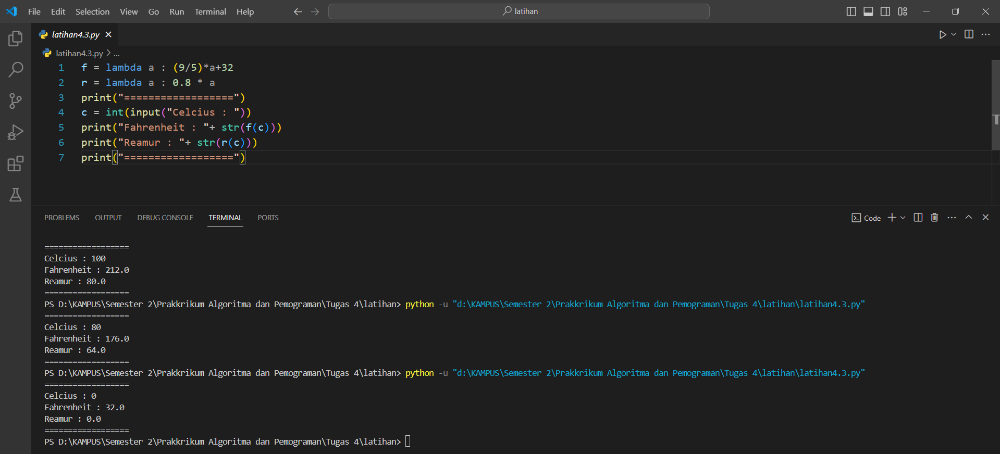 File Edit Selection View Go Run Terminal Help
latihan
latihan4.3.py
latihan4.3.py > ...
1 f = lambda a : (9/5)*a+32
2 r = lambda a : 0.8 * a
3 print("==================")
4 c = int(input("Celcius : "))
5 print("Fahrenheit : "+ str(f(c)))
6 print("Reamur : "+ str(r(c)))
7 print("==================")
PROBLEMS OUTPUT DEBUG CONSOLE TERMINAL PORTS
Code
==================
Celcius : 100
Fahrenheit : 212.0
Reamur : 80.0
==================
PS D:\KAMPUS\Semester 2\Prakkrikum Algoritma dan Pemograman\Tugas 4\latihan> python -u "d:\KAMPUS\Semester 2\Prakkrikum Algoritma dan Pemograman\Tugas 4\latihan\latihan4.3.py"
==================
Celcius : 80
Fahrenheit : 176.0
Reamur : 64.0
==================
PS D:\KAMPUS\Semester 2\Prakkrikum Algoritma dan Pemograman\Tugas 4\latihan> python -u "d:\KAMPUS\Semester 2\Prakkrikum Algoritma dan Pemograman\Tugas 4\latihan\latihan4.3.py"
==================
Celcius : 0
Fahrenheit : 32.0
Reamur : 0.0
==================
PS D:\KAMPUS\Semester 2\Prakkrikum Algoritma dan Pemograman\Tugas 4\latihan>